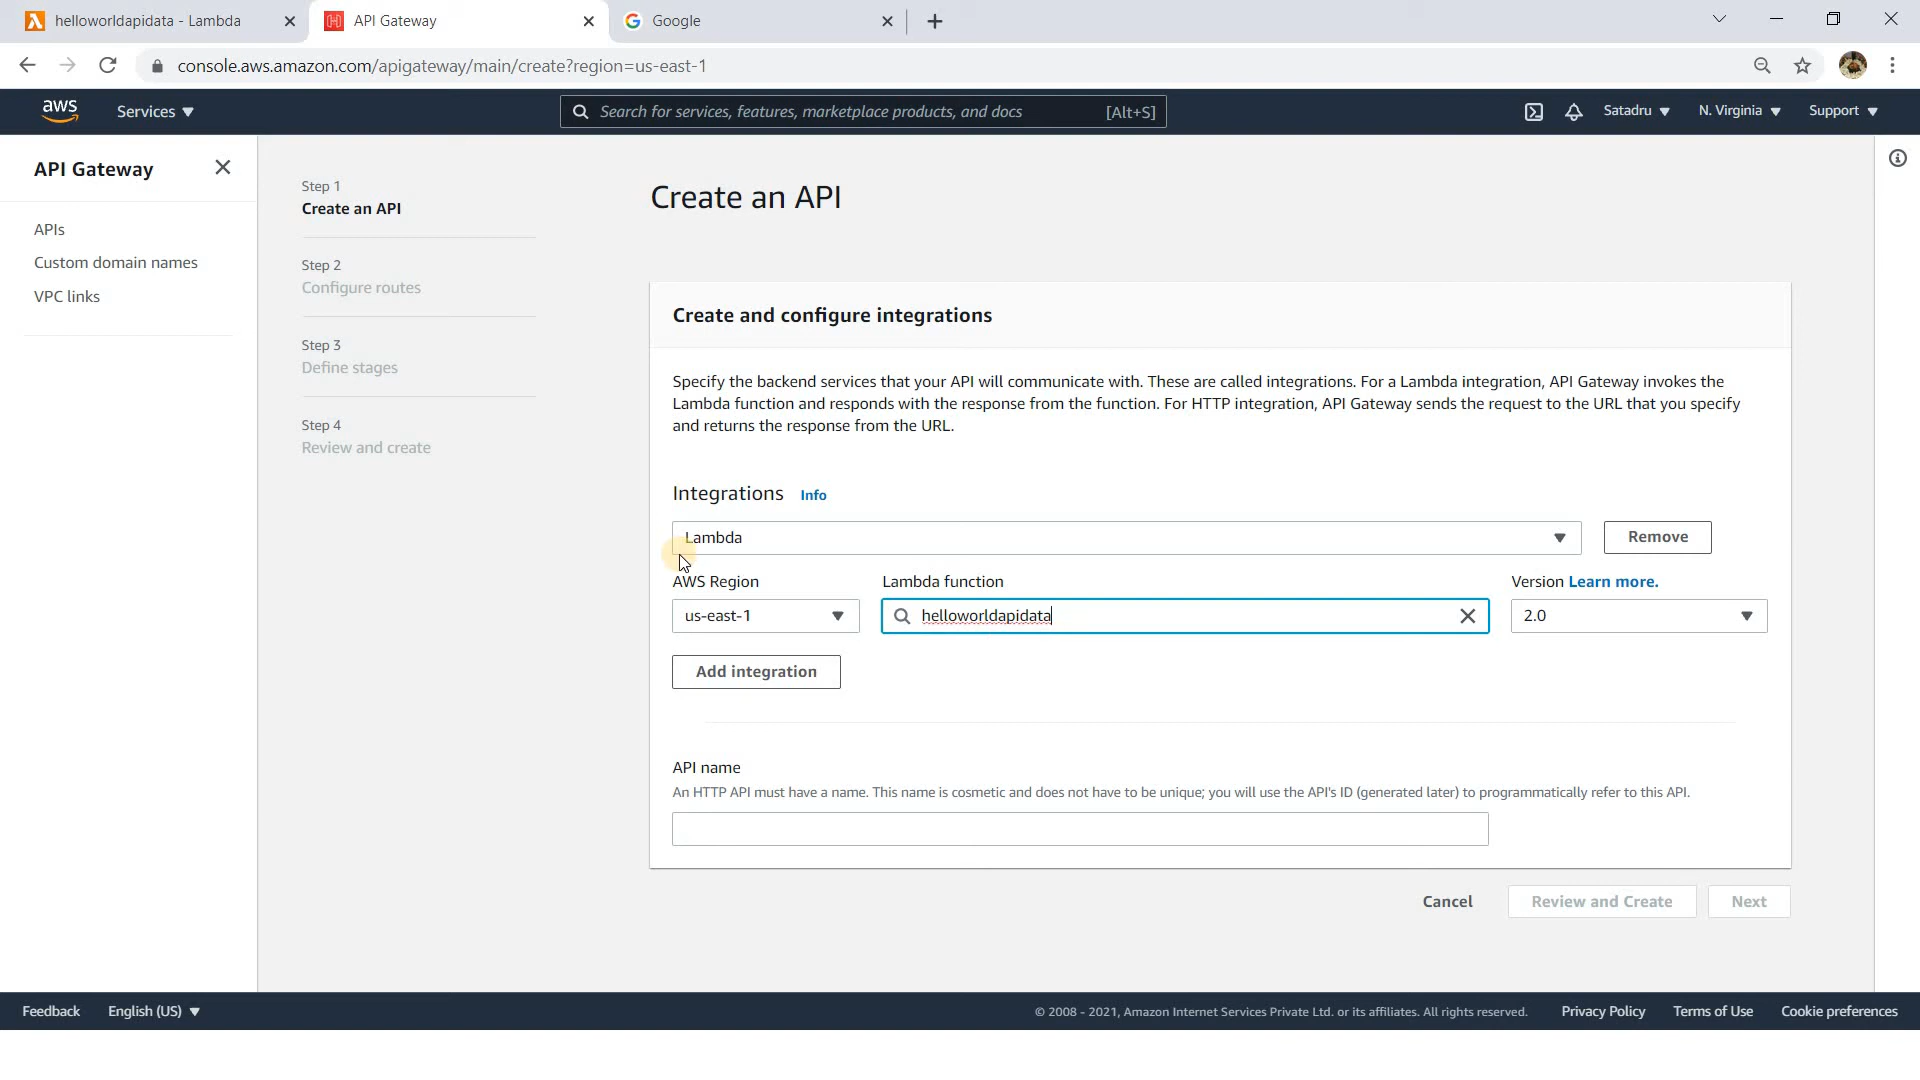 helloworldapidata - Lambda
API Gateway
Google
console.aws.amazon.com/apigateway/main/create?region=us-east-1
aws
Services
Search for services, features, marketplace products, and docs
[Alt+S]
Satadru
N. Virginia
Support
API Gateway
APIs
Custom domain names
VPC links
Step 1
Create an API
Step 2
Configure routes
Step 3
Define stages
Step 4
Review and create
Create an API
Create and configure integrations
Specify the backend services that your API will communicate with. These are called integrations. For a Lambda integration, API Gateway invokes the
Lambda function and responds with the response from the function. For HTTP integration, API Gateway sends the request to the URL that you specify
and returns the response from the URL.
Integrations Info
Lambda
Remove
AWS Region
Lambda function
Version Learn more.
us-east-1
helloworldapidata
2.0
Add integration
API name
An HTTP API must have a name. This name is cosmetic and does not have to be unique; you will use the API's ID (generated later) to programmatically refer to this API.
Cancel
Review and Create
Next
Feedback
English (US)
© 2008 - 2021, Amazon Internet Services Private Ltd. or its affiliates. All rights reserved.
Privacy Policy
Terms of Use
Cookie preferences